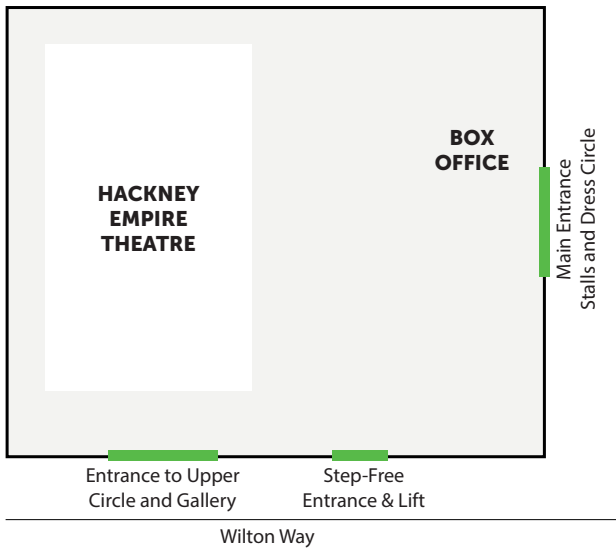 BOX
OFFICE
HACKNEY
EMPIRE
THEATRE
Main Entrance
Stalls and Dress Circle
Entrance to Upper
Circle and Gallery
Step-Free
Entrance & Lift
Wilton Way